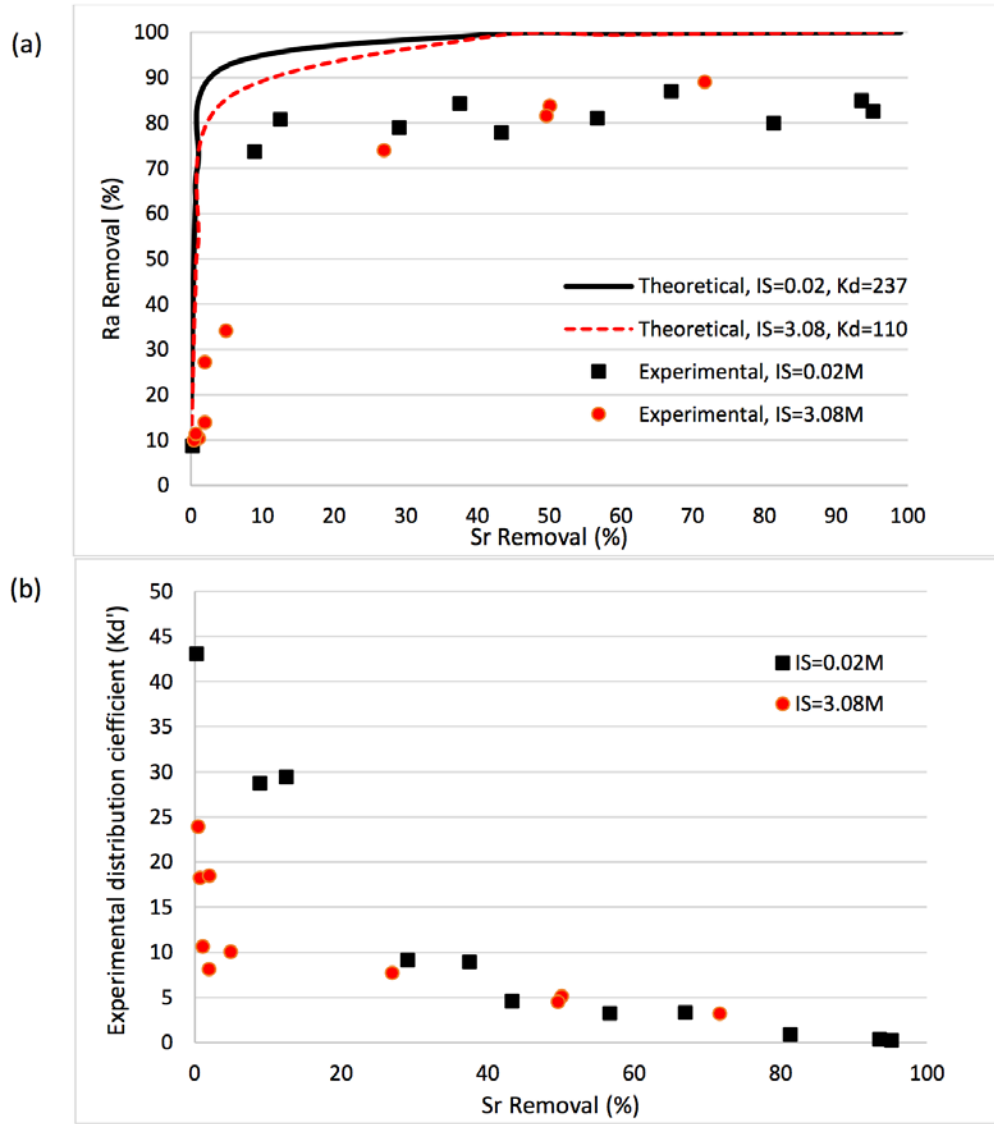 (a)
100
90
80
70
60
50
40
30
20
10
0
Ra Removal (%)
Theoretical, IS=0.02, Kd=237
Theoretical, IS=3.08, Kd=110
Experimental, IS=0.02M
Experimental, IS=3.08M
0 10 20 30 40 50 60 70 80 90 100
Sr Removal (%)
(b)
50
45
40
35
30
25
20
15
10
5
0
Experimental distribution ciefficient (Kd')
IS=0.02M
IS=3.08M
0 20 40 60 80 100
Sr Removal (%)